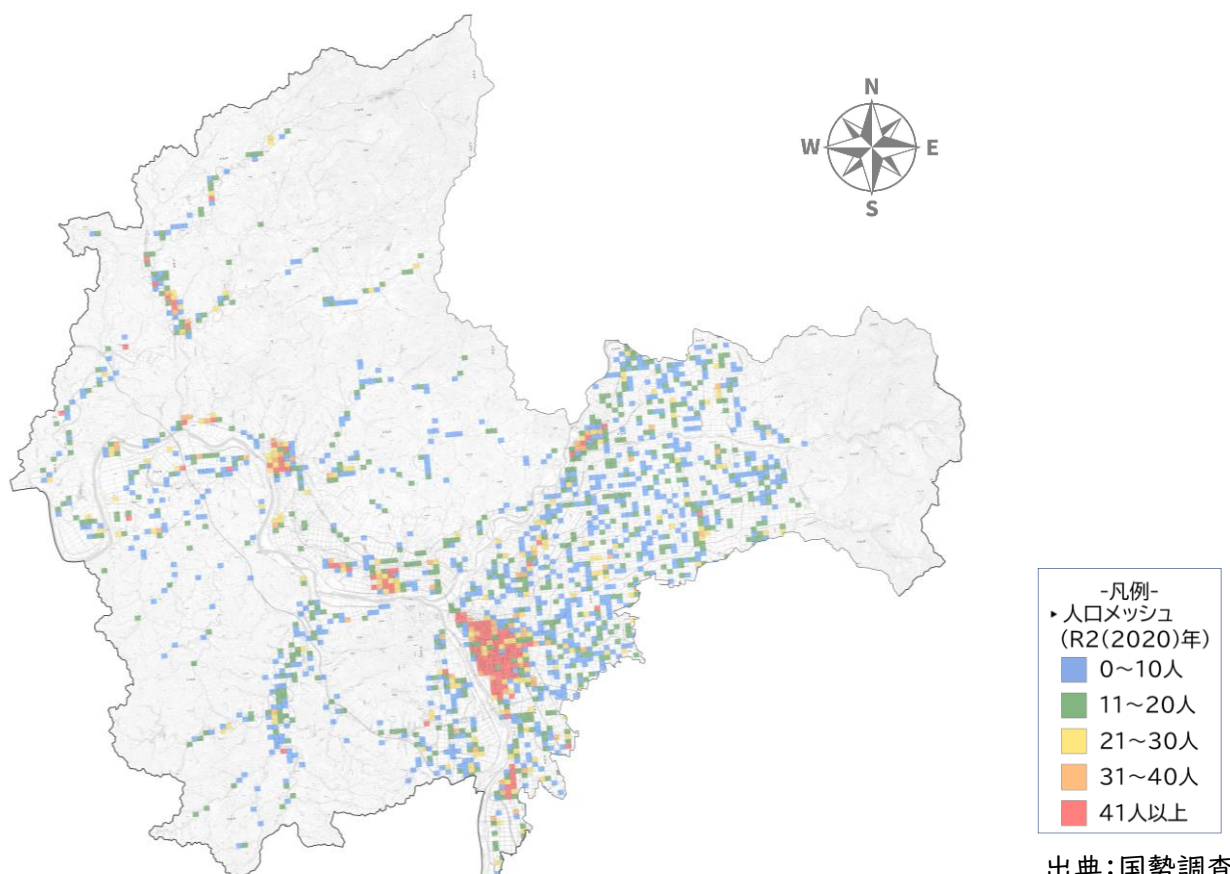 N
W E
S
-凡例-
▸ 人口メッシュ
(R2(2020)年)
0～10人
11～20人
21～30人
31～40人
41人以上
出典:国勢調査